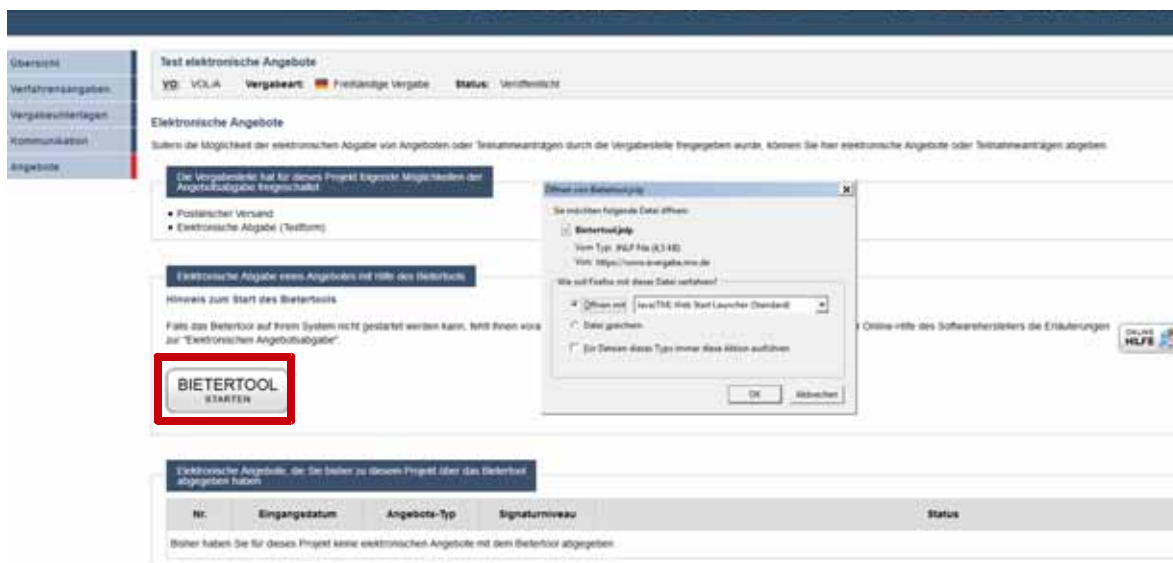 Übersicht
Verfahrensangaben
Vergabeunterlagen
Kommunikation
Angebote
Test elektronische Angebote
VO: VOL/A Vergabeart: Freihändige Vergabe Status: Veröffentlicht
Elektronische Angebote
Sofern die Möglichkeit der elektronischen Abgabe von Angeboten oder Teilnahmeanträgen durch die Vergabestelle freigegeben wurde, können Sie hier elektronische Angebote oder Teilnahmeanträgen abgeben.
Die Vergabestelle hat für dieses Projekt folgende Möglichkeiten der
Angebotsabgabe freigeschaltet
• Postalischer Versand
• Elektronische Abgabe (Textform)
Elektronische Abgabe eines Angebotes mit Hilfe des Bietertools
Hinweis zum Start des Bietertools
Falls das Bietertool auf Ihrem System nicht gestartet werden kann, fehlt Ihnen vora
Online-Hilfe des Softwareherstellers die Erläuterungen
zur "Elektronischen Angebotsabgabe".
ONLINE
HILFE
BIETERTOOL
STARTEN
Öffnen von Bietertool.jnlp
Sie möchten folgende Datei öffnen:
Bietertool.jnlp
Vom Typ: JNLP File (4,5 KB)
Von: https://www.evergabe.nrw.de
Wie soll Firefox mit dieser Datei verfahren?
Öffnen mit Java(TM) Web Start Launcher (Standard)
Datei speichern
Für Dateien dieses Typs immer diese Aktion ausführen
OK Abbrechen
Elektronische Angebote, die Sie bisher zu diesem Projekt über das Bietertool
abgegeben haben
Nr. Eingangsdatum Angebots-Typ Signaturniveau Status
Bisher haben Sie für dieses Projekt keine elektronischen Angebote mit dem Bietertool abgegeben.